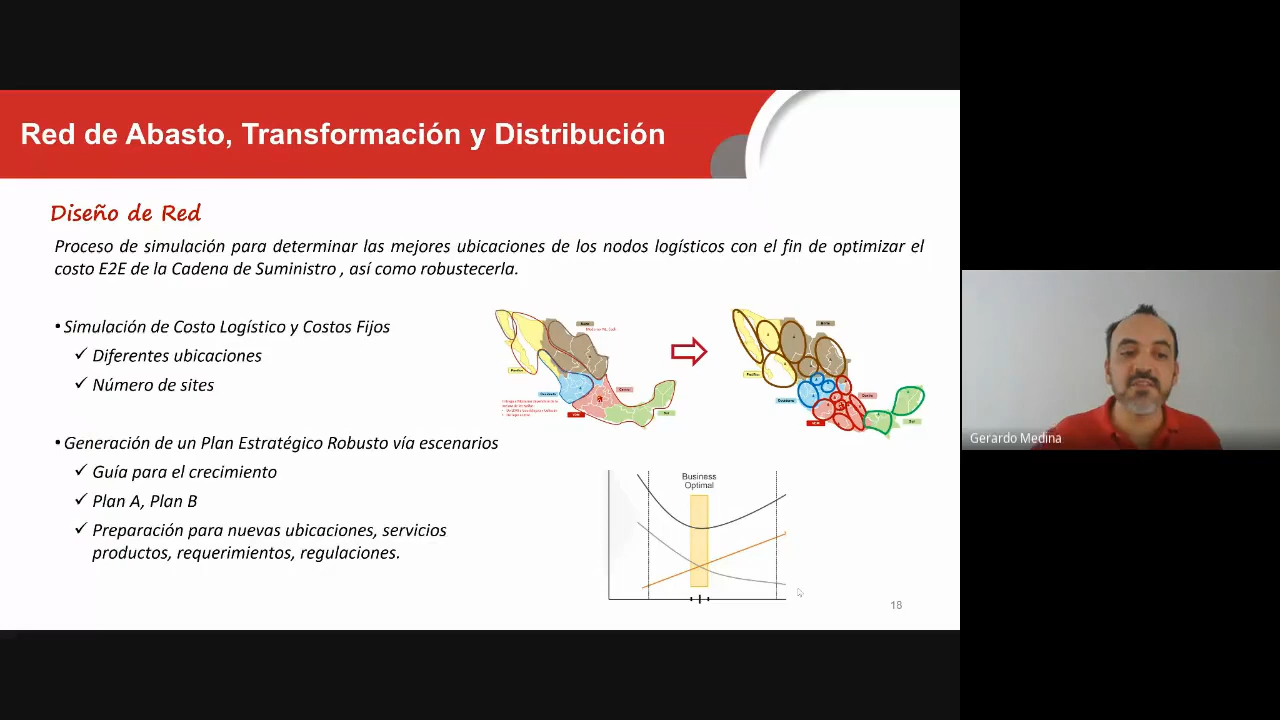 Red de Abasto, Transformación y Distribución
Diseño de Red
Proceso de simulación para determinar las mejores ubicaciones de los nodos logísticos con el fin de optimizar el
costo E2E de la Cadena de Suministro , así como robustecerla.
• Simulación de Costo Logístico y Costos Fijos
✓ Diferentes ubicaciones
✓ Número de sites
• Generación de un Plan Estratégico Robusto vía escenarios
✓ Guía para el crecimiento
✓ Plan A, Plan B
✓ Preparación para nuevas ubicaciones, servicios
productos, requerimientos, regulaciones.
Business
Optimal
18
Gerardo Medina